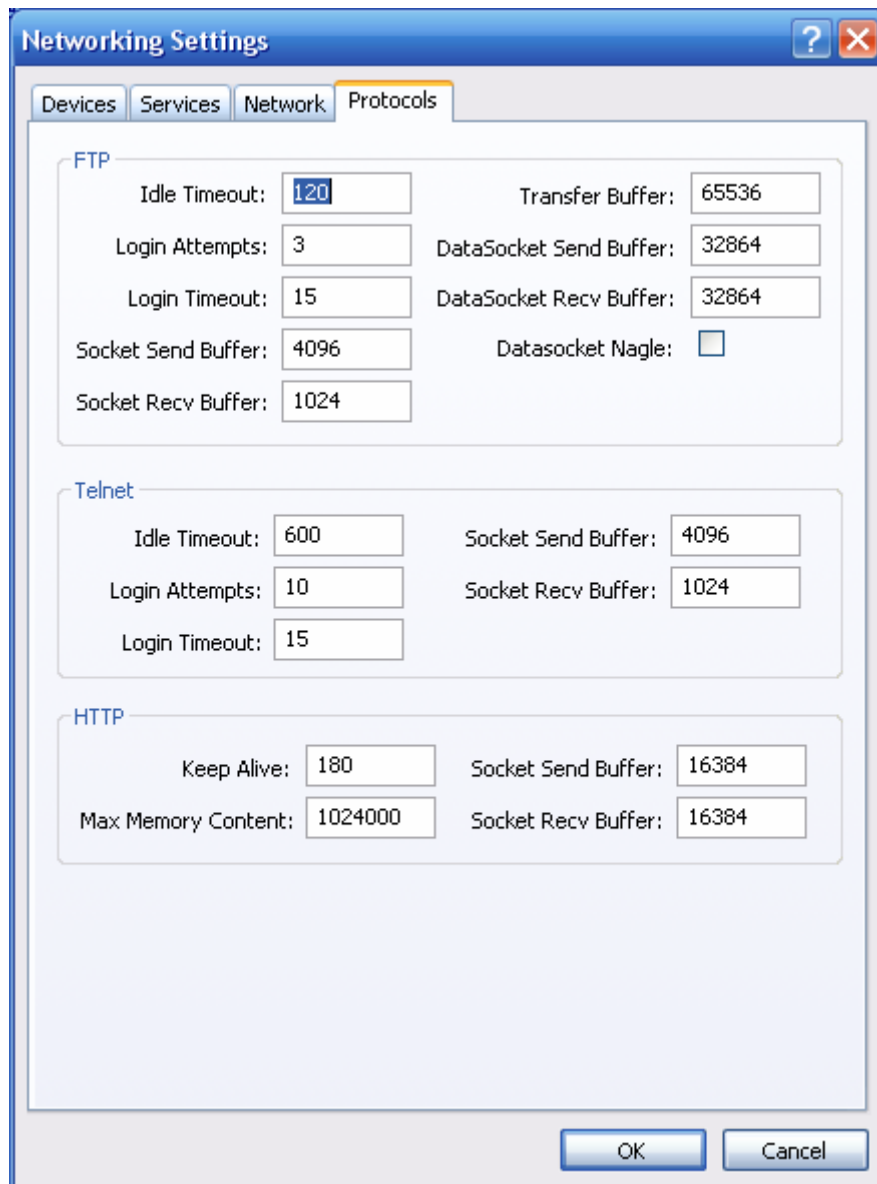 Networking Settings
?
Devices Services Network Protocols
FTP
Idle Timeout: 120
Transfer Buffer: 65536
Login Attempts: 3
DataSocket Send Buffer: 32864
Login Timeout: 15
DataSocket Recv Buffer: 32864
Socket Send Buffer: 4096
Datasocket Nagle:
Socket Recv Buffer: 1024
Telnet
Idle Timeout: 600
Socket Send Buffer: 4096
Login Attempts: 10
Socket Recv Buffer: 1024
Login Timeout: 15
HTTP
Keep Alive: 180
Socket Send Buffer: 16384
Max Memory Content: 1024000
Socket Recv Buffer: 16384
OK Cancel